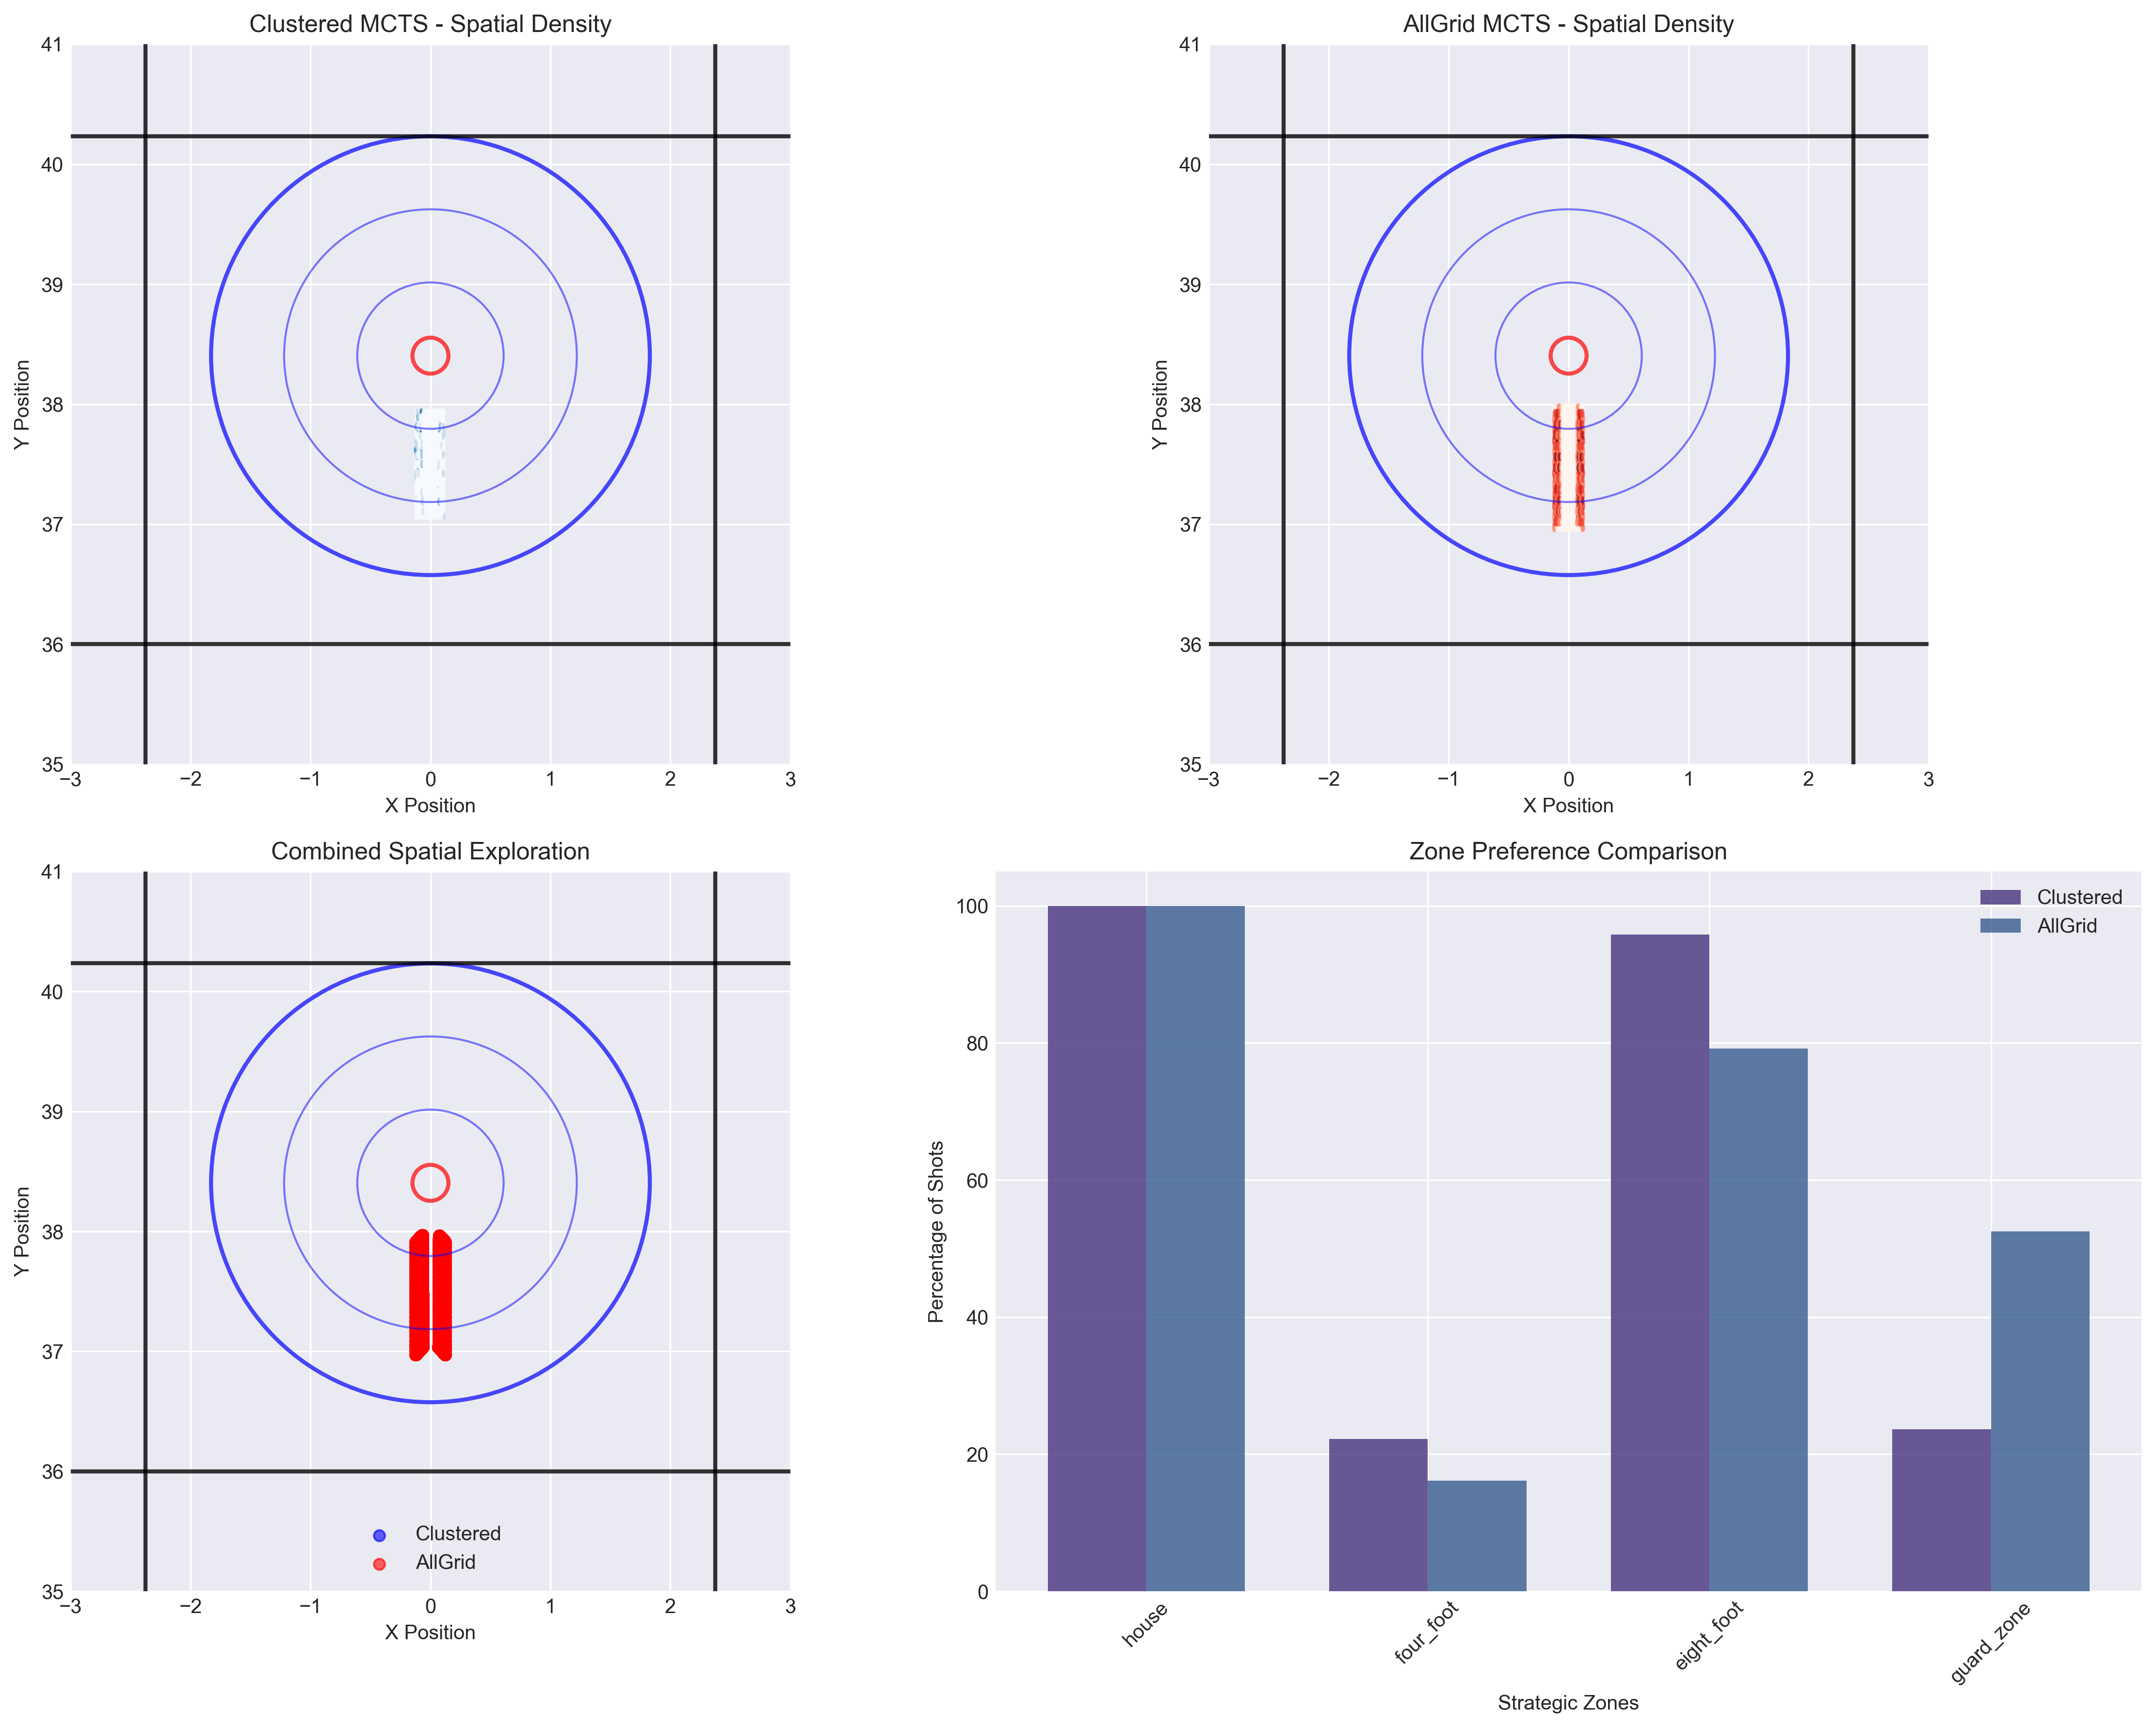 Clustered MCTS - Spatial Density
41
40
39
38
37
36
35
Y Position
−3 −2 −1 0 1 2 3
X Position
AllGrid MCTS - Spatial Density
41
40
39
38
37
36
35
Y Position
−3 −2 −1 0 1 2 3
X Position
Combined Spatial Exploration
41
40
39
38
37
36
35
Y Position
Clustered
AllGrid
−3 −2 −1 0 1 2 3
X Position
Zone Preference Comparison
Clustered
AllGrid
100
80
60
40
20
0
Percentage of Shots
house four_foot eight_foot guard_zone
Strategic Zones